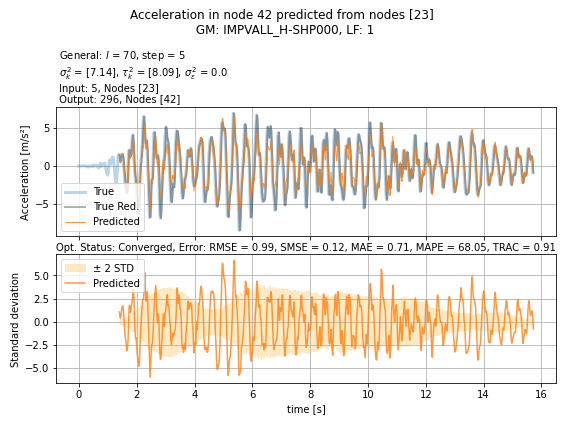 Acceleration in node 42 predicted from nodes [23]
GM: IMPVALL_H-SHP000, LF: 1
General: l = 70, step = 5
σ²ₖ = [7.14], τ²ₖ = [8.09], σ²ε = 0.0
Input: 5, Nodes [23]
Output: 296, Nodes [42]
Acceleration [m/s²]
5
0
−5
True
True Red.
Predicted
Opt. Status: Converged, Error: RMSE = 0.99, SMSE = 0.12, MAE = 0.71, MAPE = 68.05, TRAC = 0.91
Standard deviation
5.0
2.5
0.0
−2.5
−5.0
± 2 STD
Predicted
0 2 4 6 8 10 12 14 16
time [s]